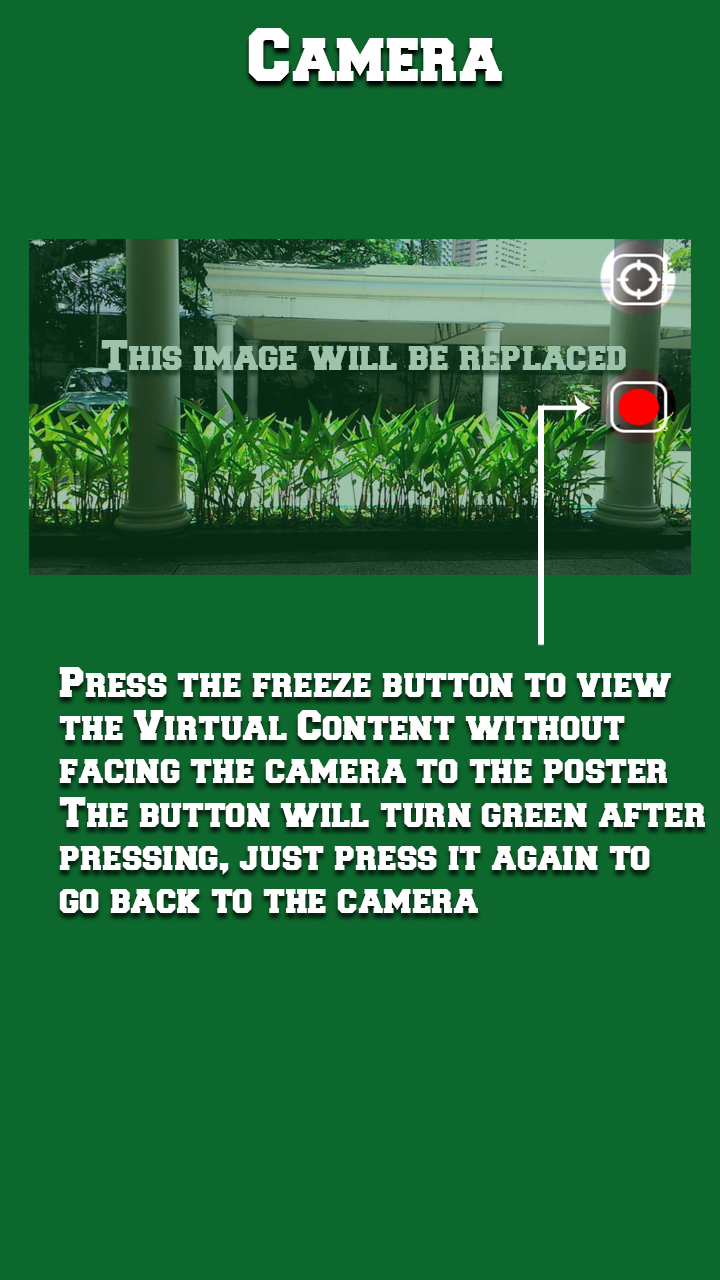 Camera
This image will be replaced
Press the freeze button to view
the Virtual Content without
facing the camera to the poster
The button will turn green after
pressing, just press it again to
go back to the camera